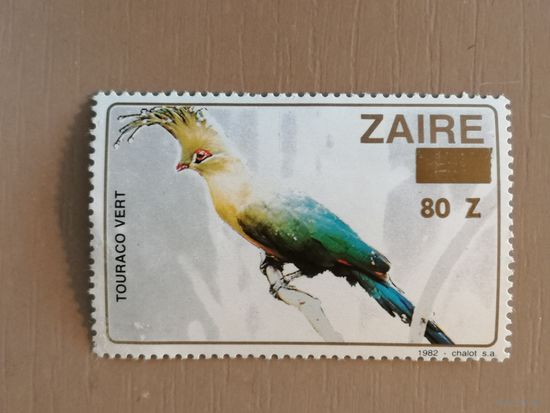 ZAIRE
80 Z
TOURACO VERT
1982 - chalot s.a.